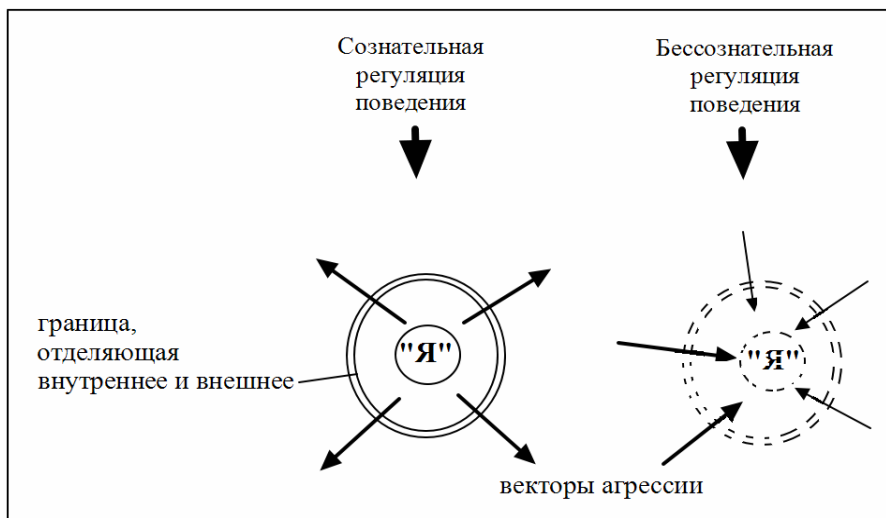 Сознательная
регуляция
поведения
Бессознательная
регуляция
поведения
граница,
отделяющая
внутреннее и внешнее
"Я"
"Я"
векторы агрессии